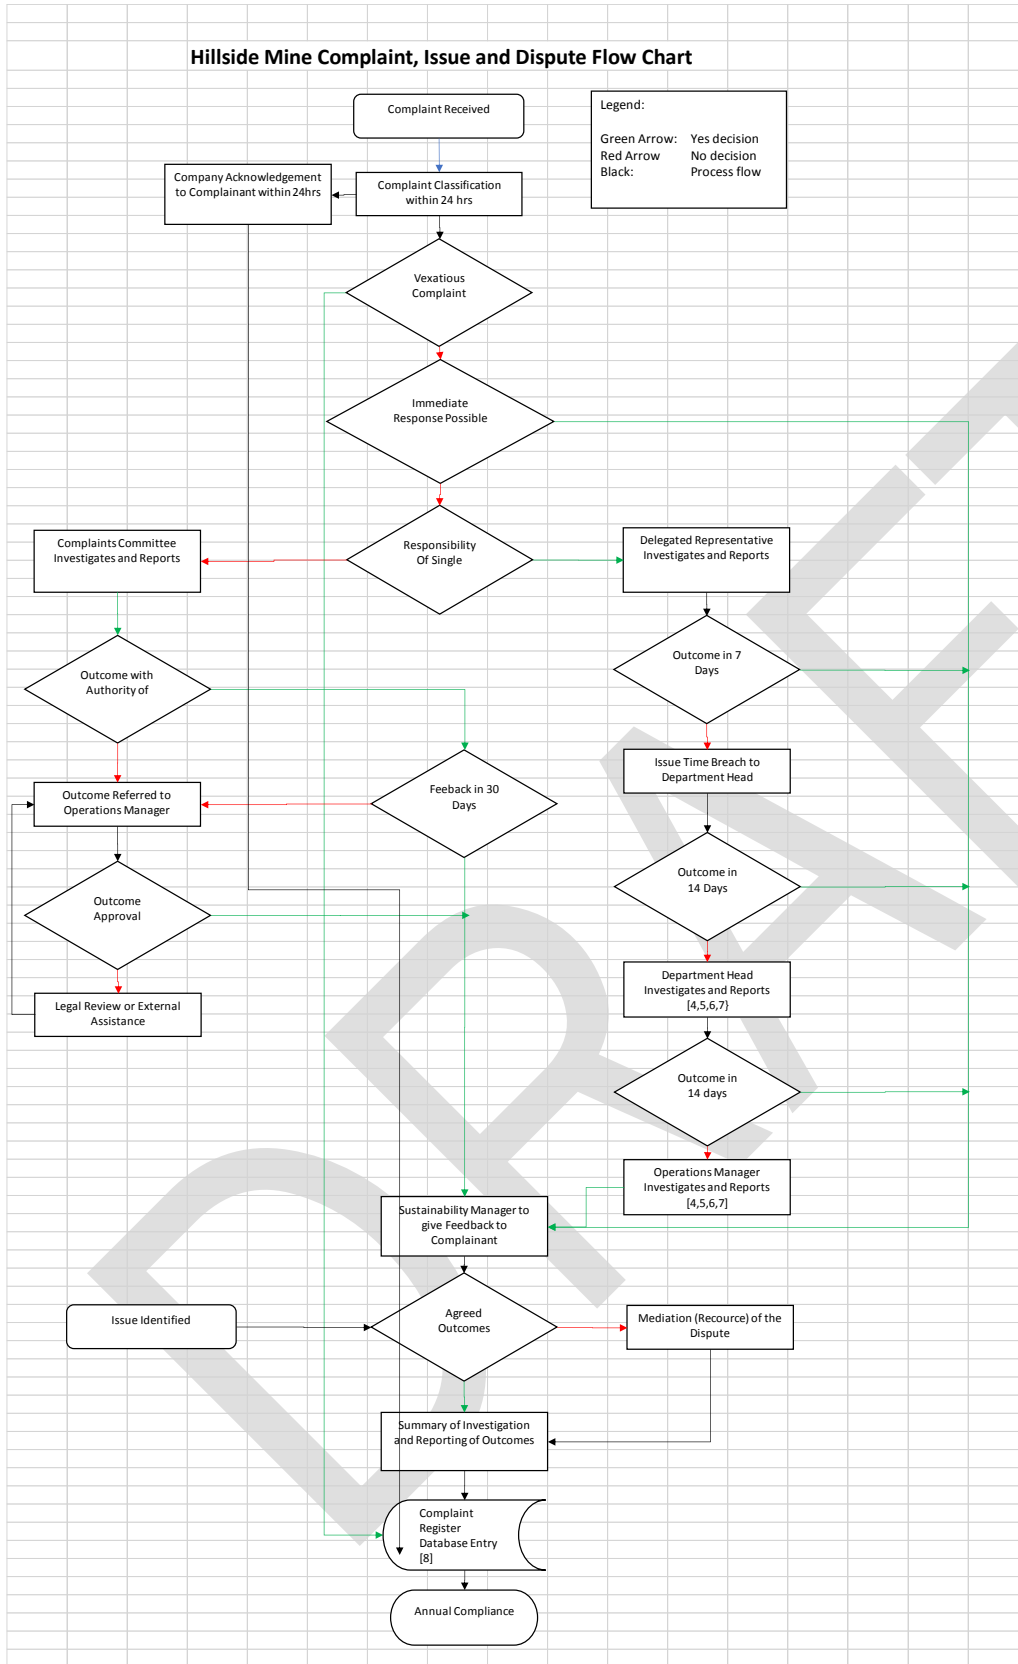 Hillside Mine Complaint, Issue and Dispute Flow Chart
Complaint Received
Legend:
Green Arrow: Yes decision
Red Arrow No decision
Black: Process flow
Company Acknowledgement
to Complainant within 24hrs
Complaint Classification
within 24 hrs
Vexatious
Complaint
Immediate
Response Possible
Complaints Committee
Investigates and Reports
Responsibility
Of Single
Delegated Representative
Investigates and Reports
Outcome with
Authority of
Outcome in 7
Days
Outcome Referred to
Operations Manager
Feeback in 30
Days
Issue Time Breach to
Department Head
Outcome
Approval
Outcome in
14 Days
Legal Review or External
Assistance
Department Head
Investigates and Reports
[4,5,6,7}
Outcome in
14 days
Operations Manager
Investigates and Reports
[4,5,6,7]
Sustainability Manager to
give Feedback to
Complainant
Issue Identified
Agreed
Outcomes
Mediation (Recource) of the
Dispute
Summary of Investigation
and Reporting of Outcomes
Complaint
Register
Database Entry
[8]
Annual Compliance
DRAFT